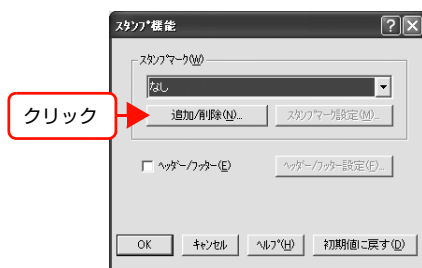 スタンプ機能
スタンプマーク(W)
なし
クリック
追加/削除(N)... スタンプマーク設定(M)...
ヘッダー/フッター(E) ヘッダー/フッター設定(F)...
OK キャンセル ヘルプ(H) 初期値に戻す(D)